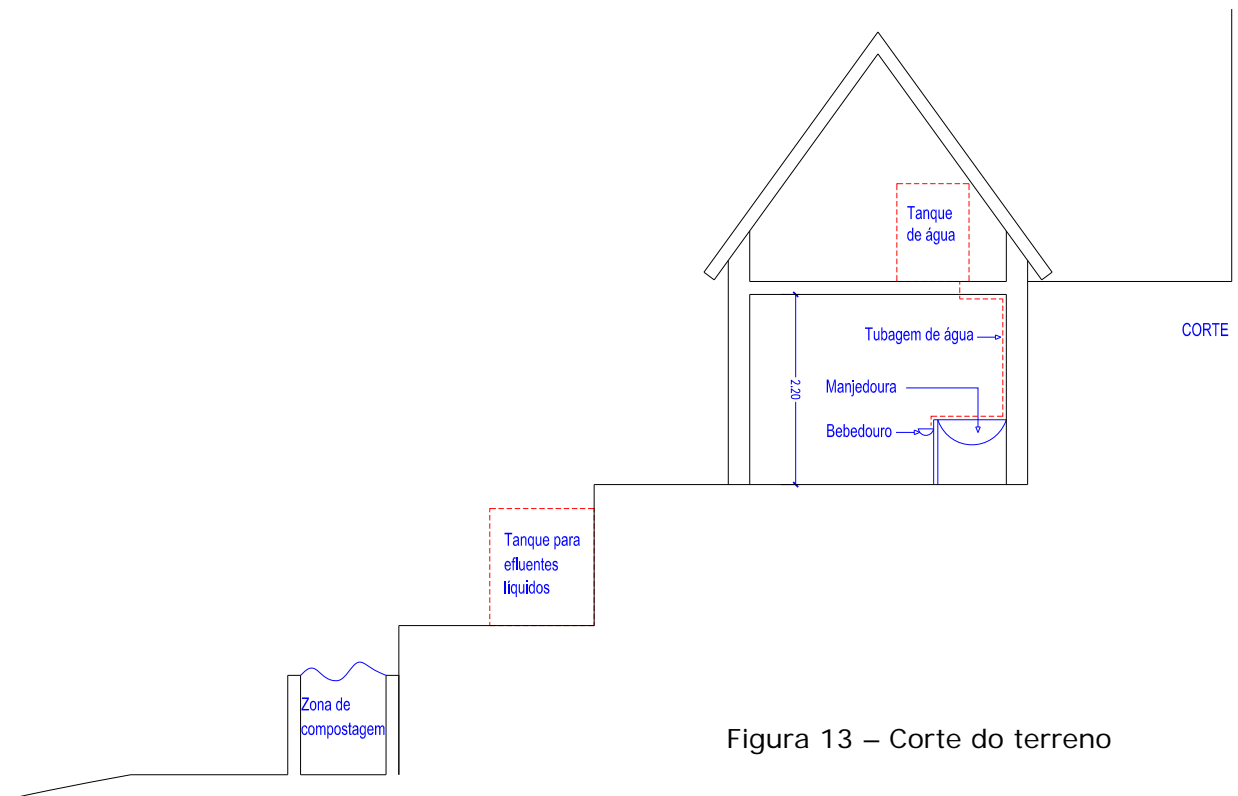 Tanque
de água
Tubagem de água
CORTE
2.20
Manjedoura
Bebedouro
Tanque para
efluentes
líquidos
Zona de
compostagem
Figura 13 – Corte do terreno